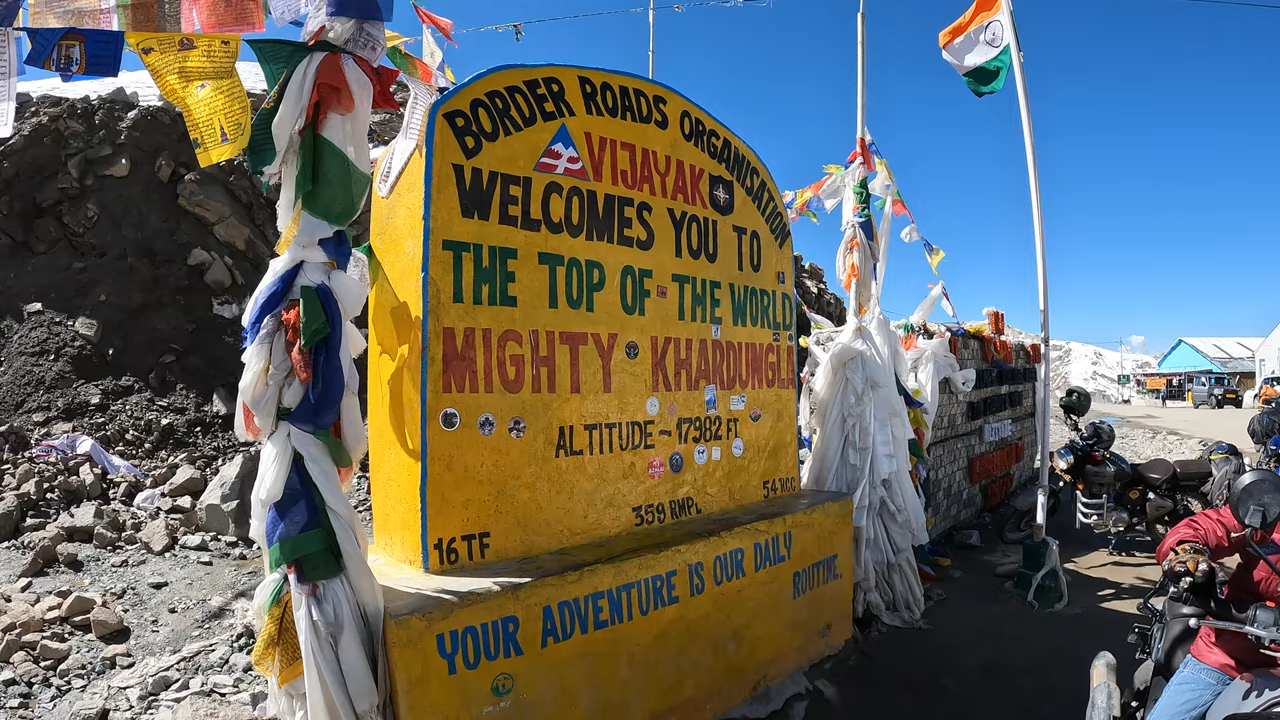 BORDER ROADS ORGANISATION
VIJAYAK
WELCOMES YOU TO
THE TOP OF THE WORLD
MIGHTY KHARDUNGLA
ALTITUDE ~ 17982 FT
54 RCC
359 RMPL
16 TF
YOUR ADVENTURE IS OUR DAILY
ROUTINE.